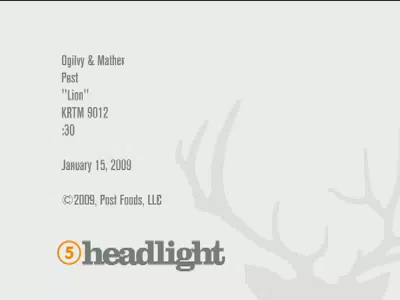 Ogilvy & Mather
Post
"Lion"
KRTM 9012
:30
January 15, 2009
©2009, Post Foods, LLC
5 headlight